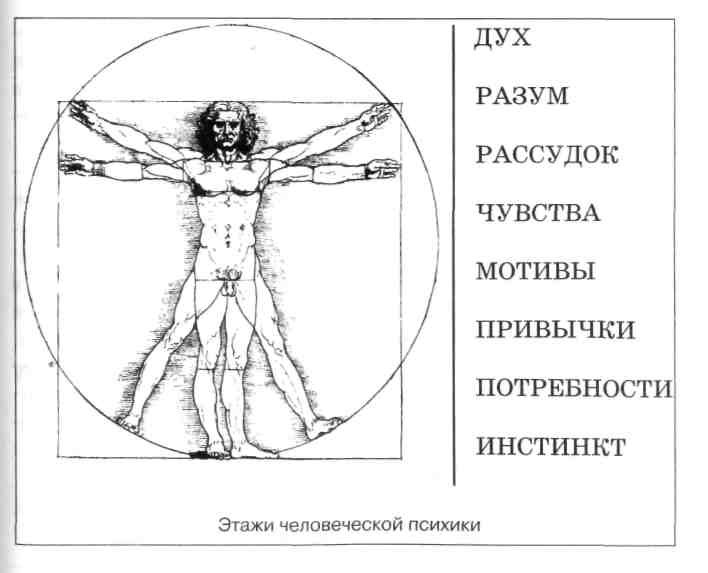 ДУХ
РАЗУМ
РАССУДОК
ЧУВСТВА
МОТИВЫ
ПРИВЫЧКИ
ПОТРЕБНОСТИ
ИНСТИНКТ
Этажи человеческой психики